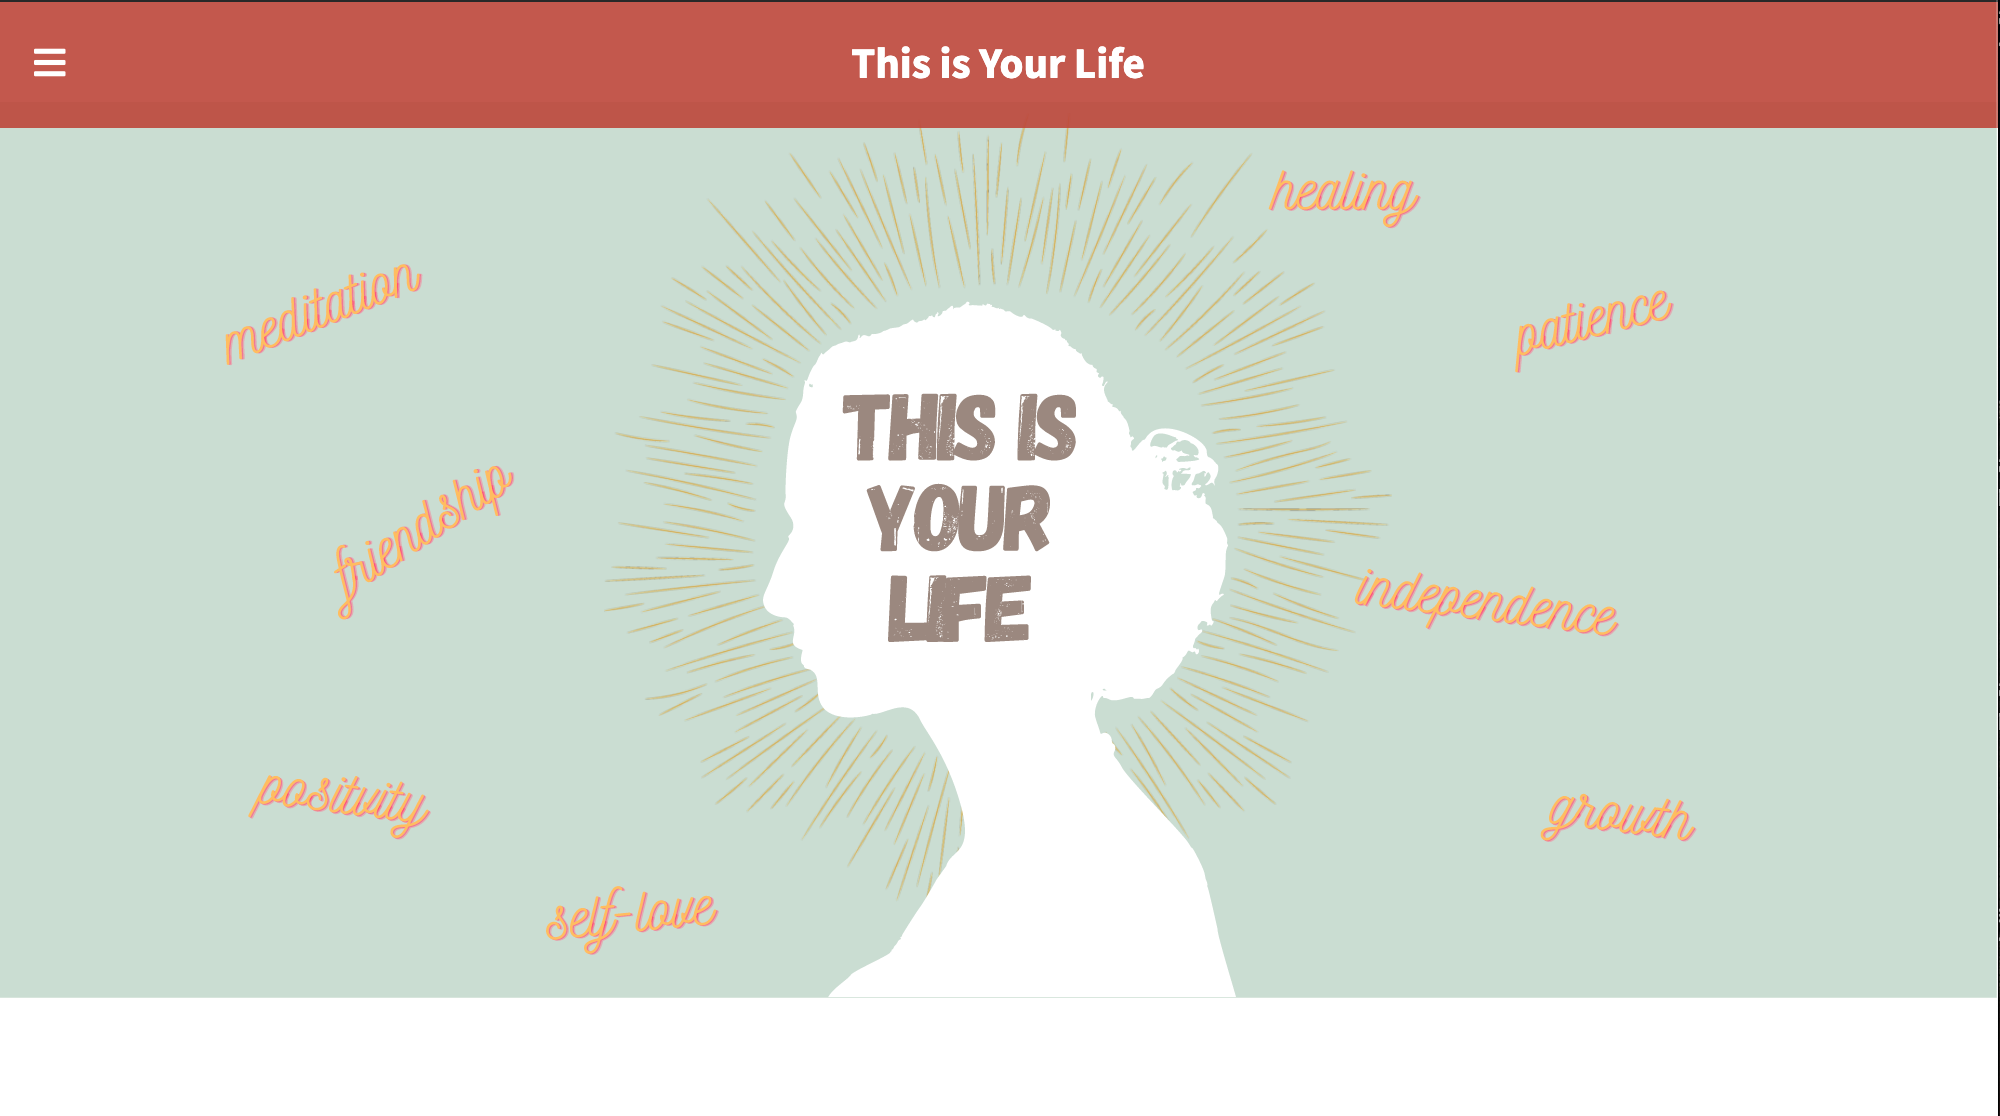 This is Your Life
healing
meditation
patience
THIS IS
YOUR
LIFE
friendship
independence
positivity
growth
self-love